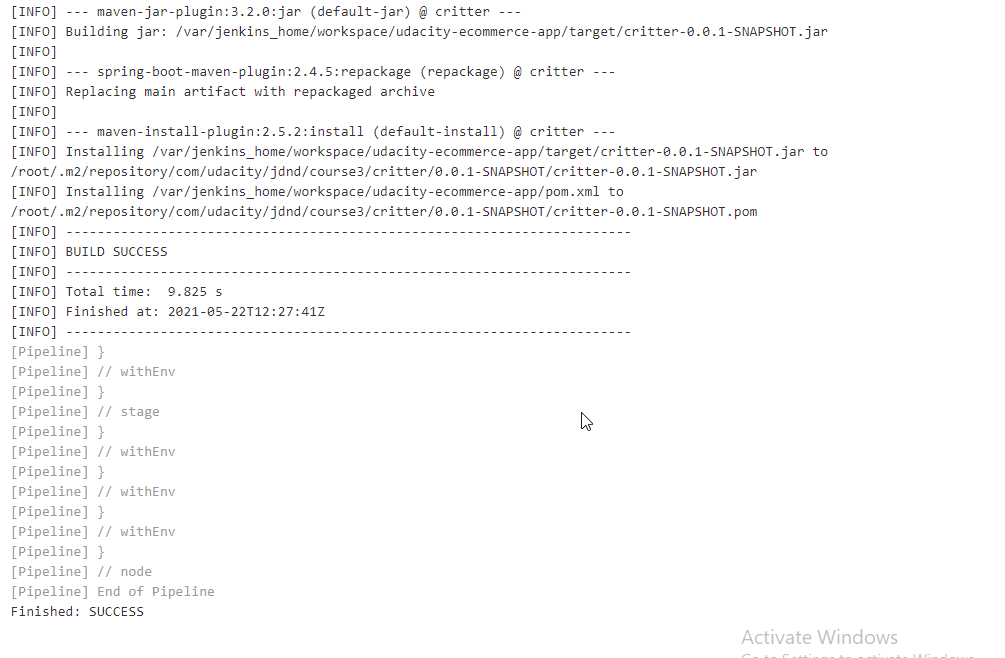 [INFO] --- maven-jar-plugin:3.2.0:jar (default-jar) @ critter ---
[INFO] Building jar: /var/jenkins_home/workspace/udacity-ecommerce-app/target/critter-0.0.1-SNAPSHOT.jar
[INFO]
[INFO] --- spring-boot-maven-plugin:2.4.5:repackage (repackage) @ critter ---
[INFO] Replacing main artifact with repackaged archive
[INFO]
[INFO] --- maven-install-plugin:2.5.2:install (default-install) @ critter ---
[INFO] Installing /var/jenkins_home/workspace/udacity-ecommerce-app/target/critter-0.0.1-SNAPSHOT.jar to
/root/.m2/repository/com/udacity/jdnd/course3/critter/0.0.1-SNAPSHOT/critter-0.0.1-SNAPSHOT.jar
[INFO] Installing /var/jenkins_home/workspace/udacity-ecommerce-app/pom.xml to
/root/.m2/repository/com/udacity/jdnd/course3/critter/0.0.1-SNAPSHOT/critter-0.0.1-SNAPSHOT.pom
[INFO] ------------------------------------------------------------------------
[INFO] BUILD SUCCESS
[INFO] ------------------------------------------------------------------------
[INFO] Total time:  9.825 s
[INFO] Finished at: 2021-05-22T12:27:41Z
[INFO] ------------------------------------------------------------------------
[Pipeline] }
[Pipeline] // withEnv
[Pipeline] }
[Pipeline] // stage
[Pipeline] }
[Pipeline] // withEnv
[Pipeline] }
[Pipeline] // withEnv
[Pipeline] }
[Pipeline] // withEnv
[Pipeline] }
[Pipeline] // node
[Pipeline] End of Pipeline
Finished: SUCCESS
Activate Windows
Go to Settings to activate Windows.